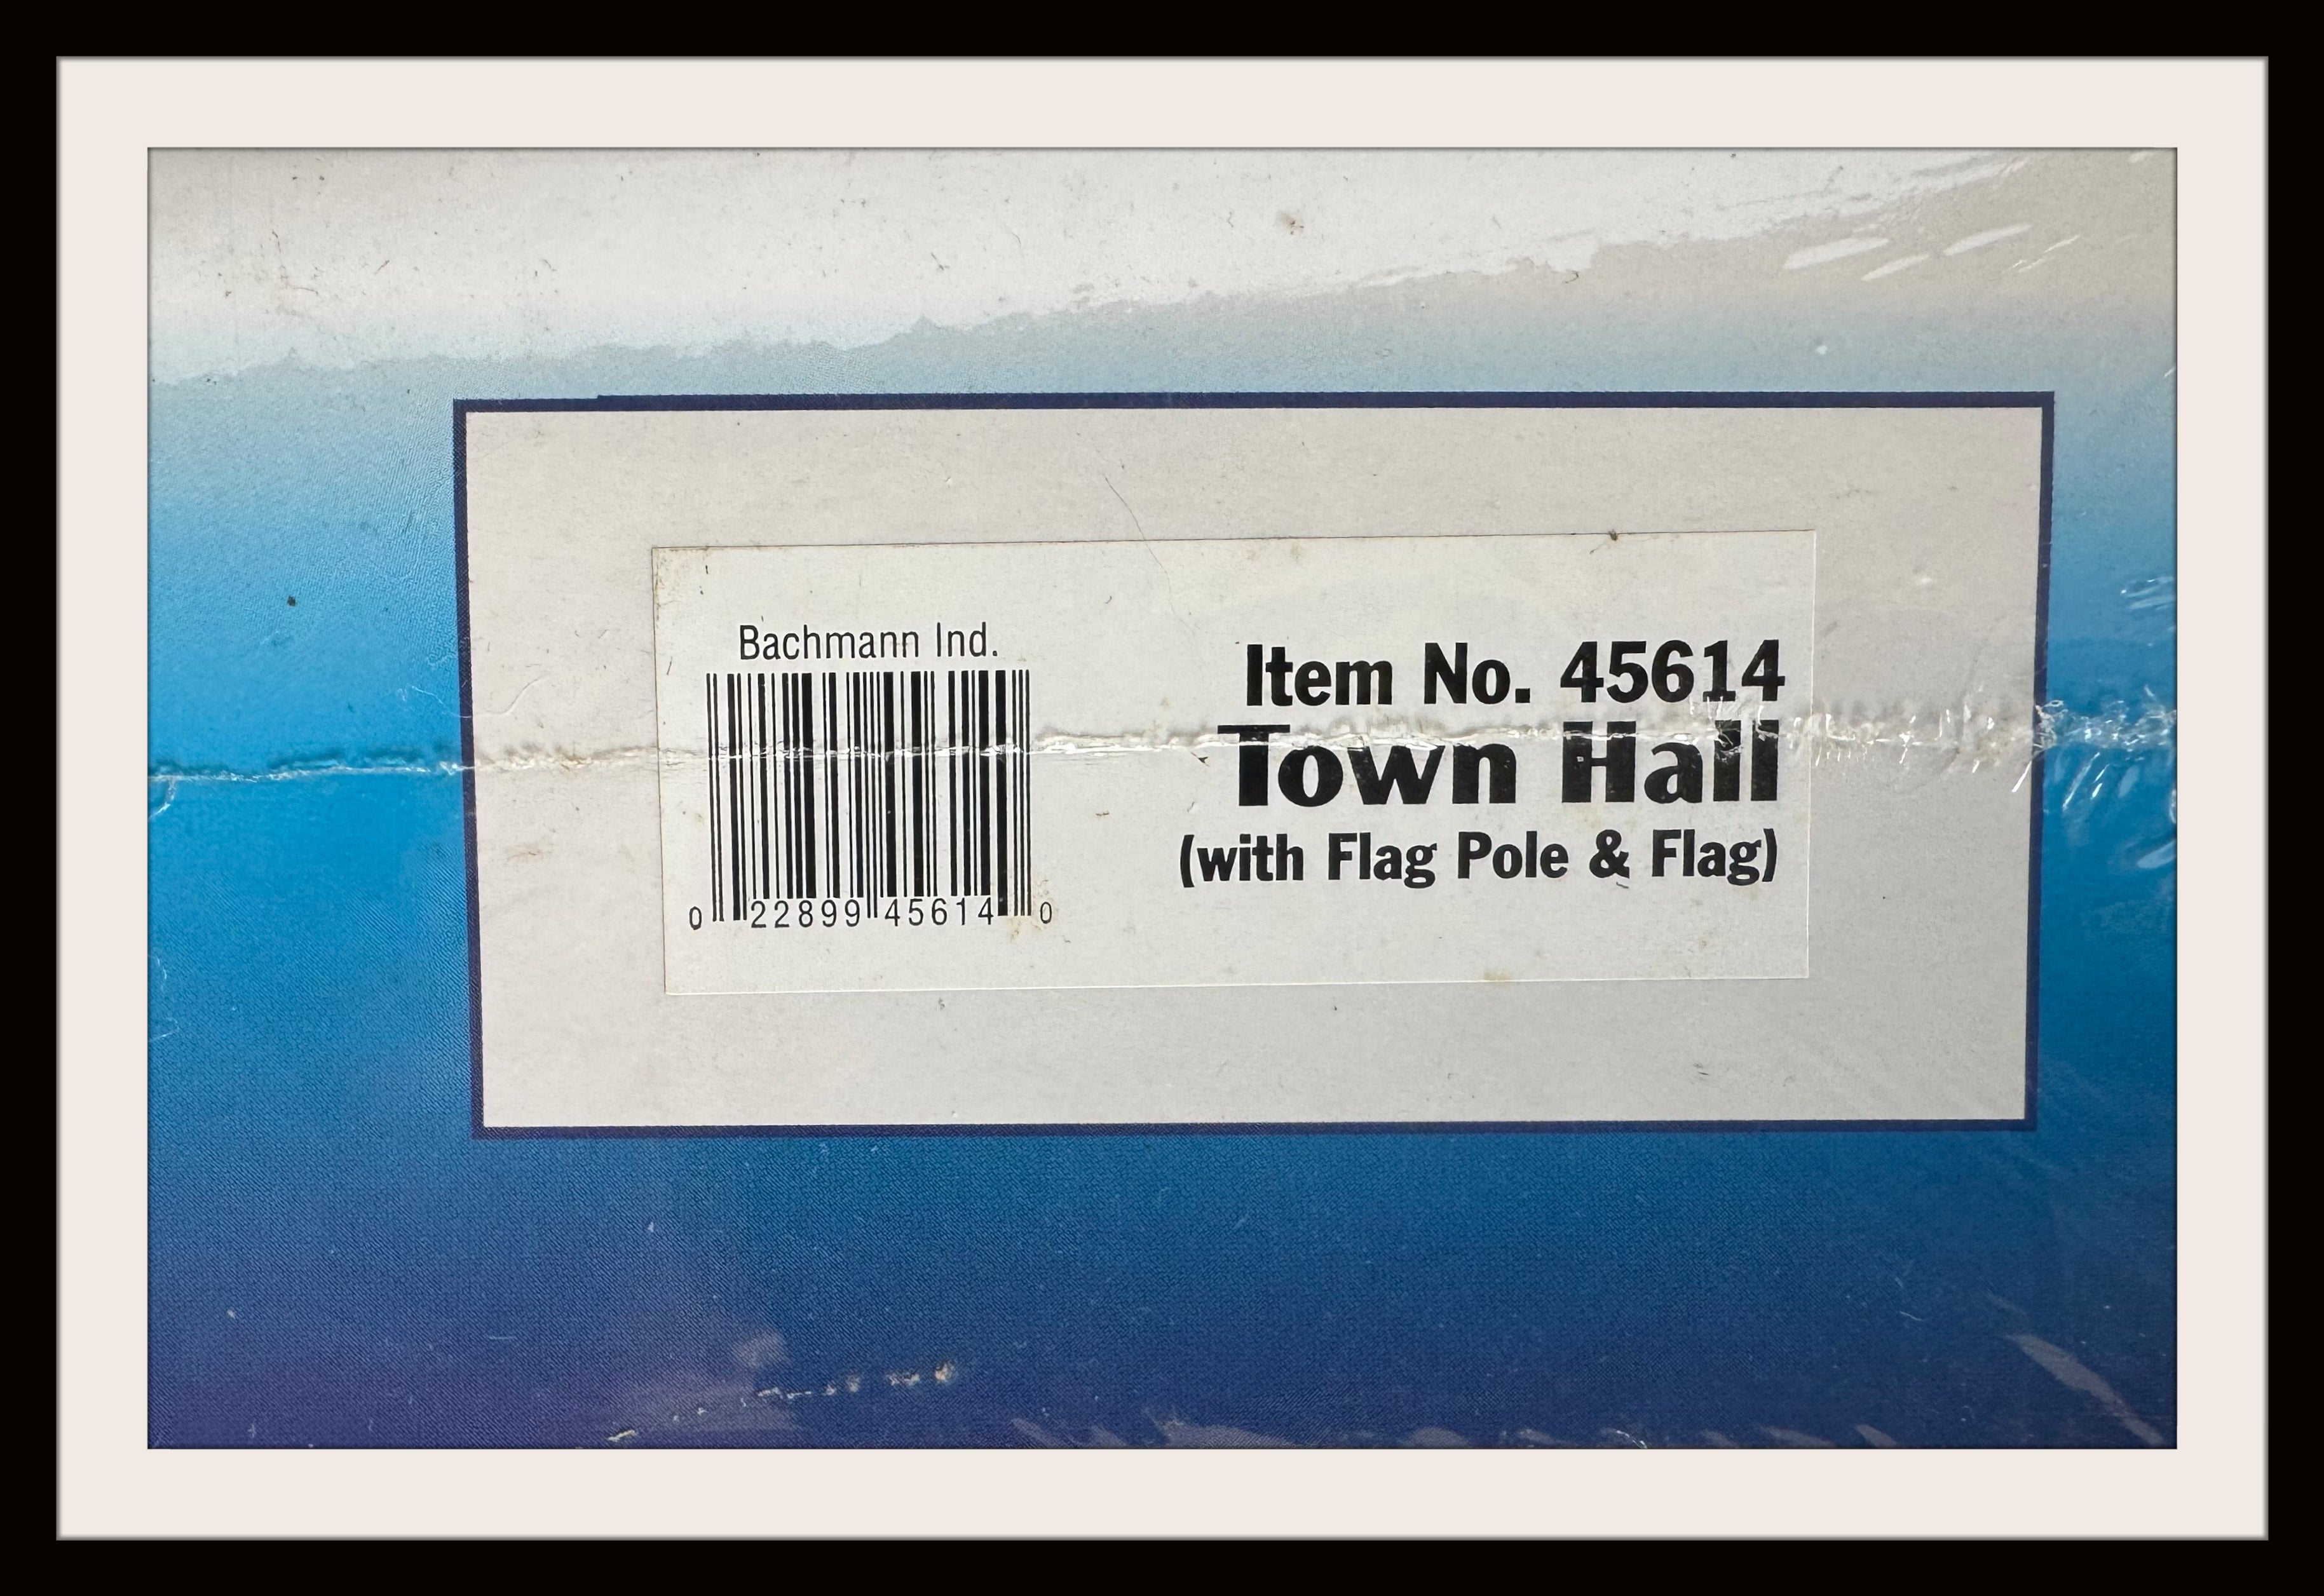 Bachmann Ind.
0 22899 45614 0
Item No. 45614
Town Hall
(with Flag Pole & Flag)